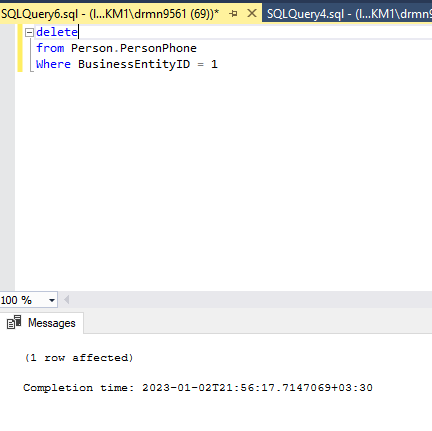 SQLQuery6.sql - (l...KM1\drmn9561 (69))* SQLQuery4.sql - (l...KM1\drmn9
delete
from Person.PersonPhone
Where BusinessEntityID = 1
100 %
Messages
(1 row affected)
Completion time: 2023-01-02T21:56:17.7147069+03:30